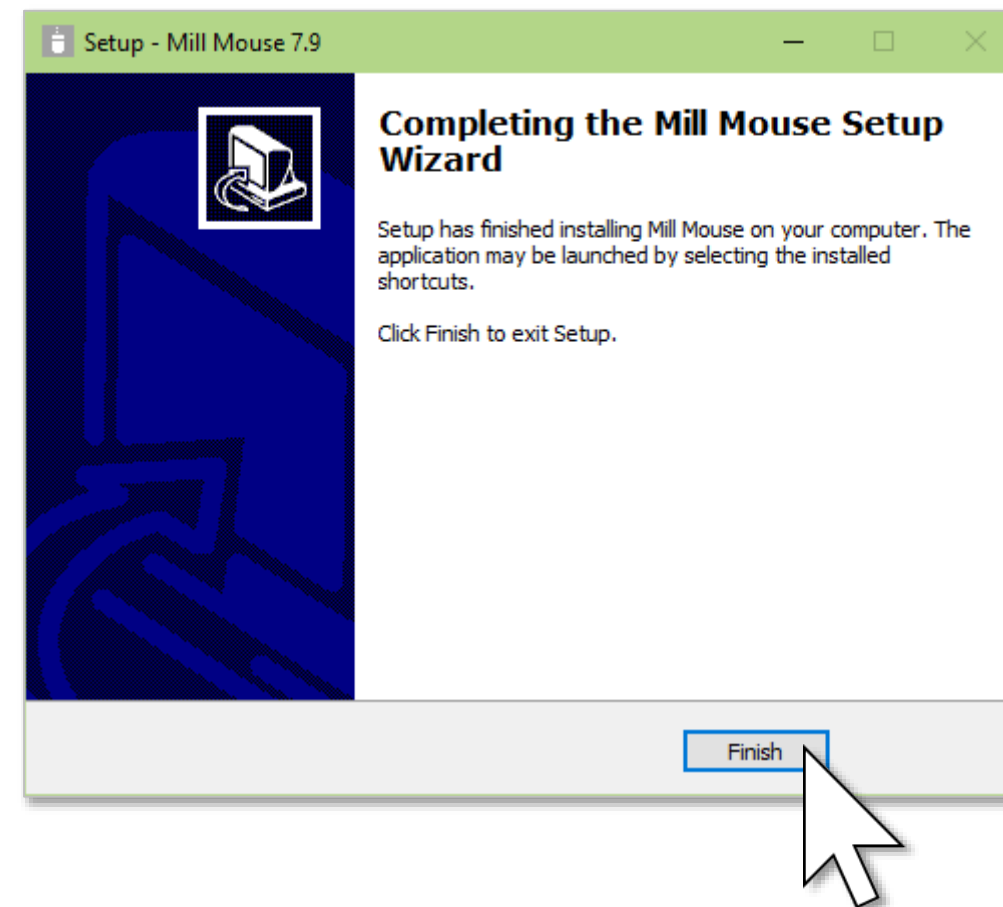 Setup - Mill Mouse 7.9
Completing the Mill Mouse Setup
Wizard
Setup has finished installing Mill Mouse on your computer. The
application may be launched by selecting the installed
shortcuts.
Click Finish to exit Setup.
Finish